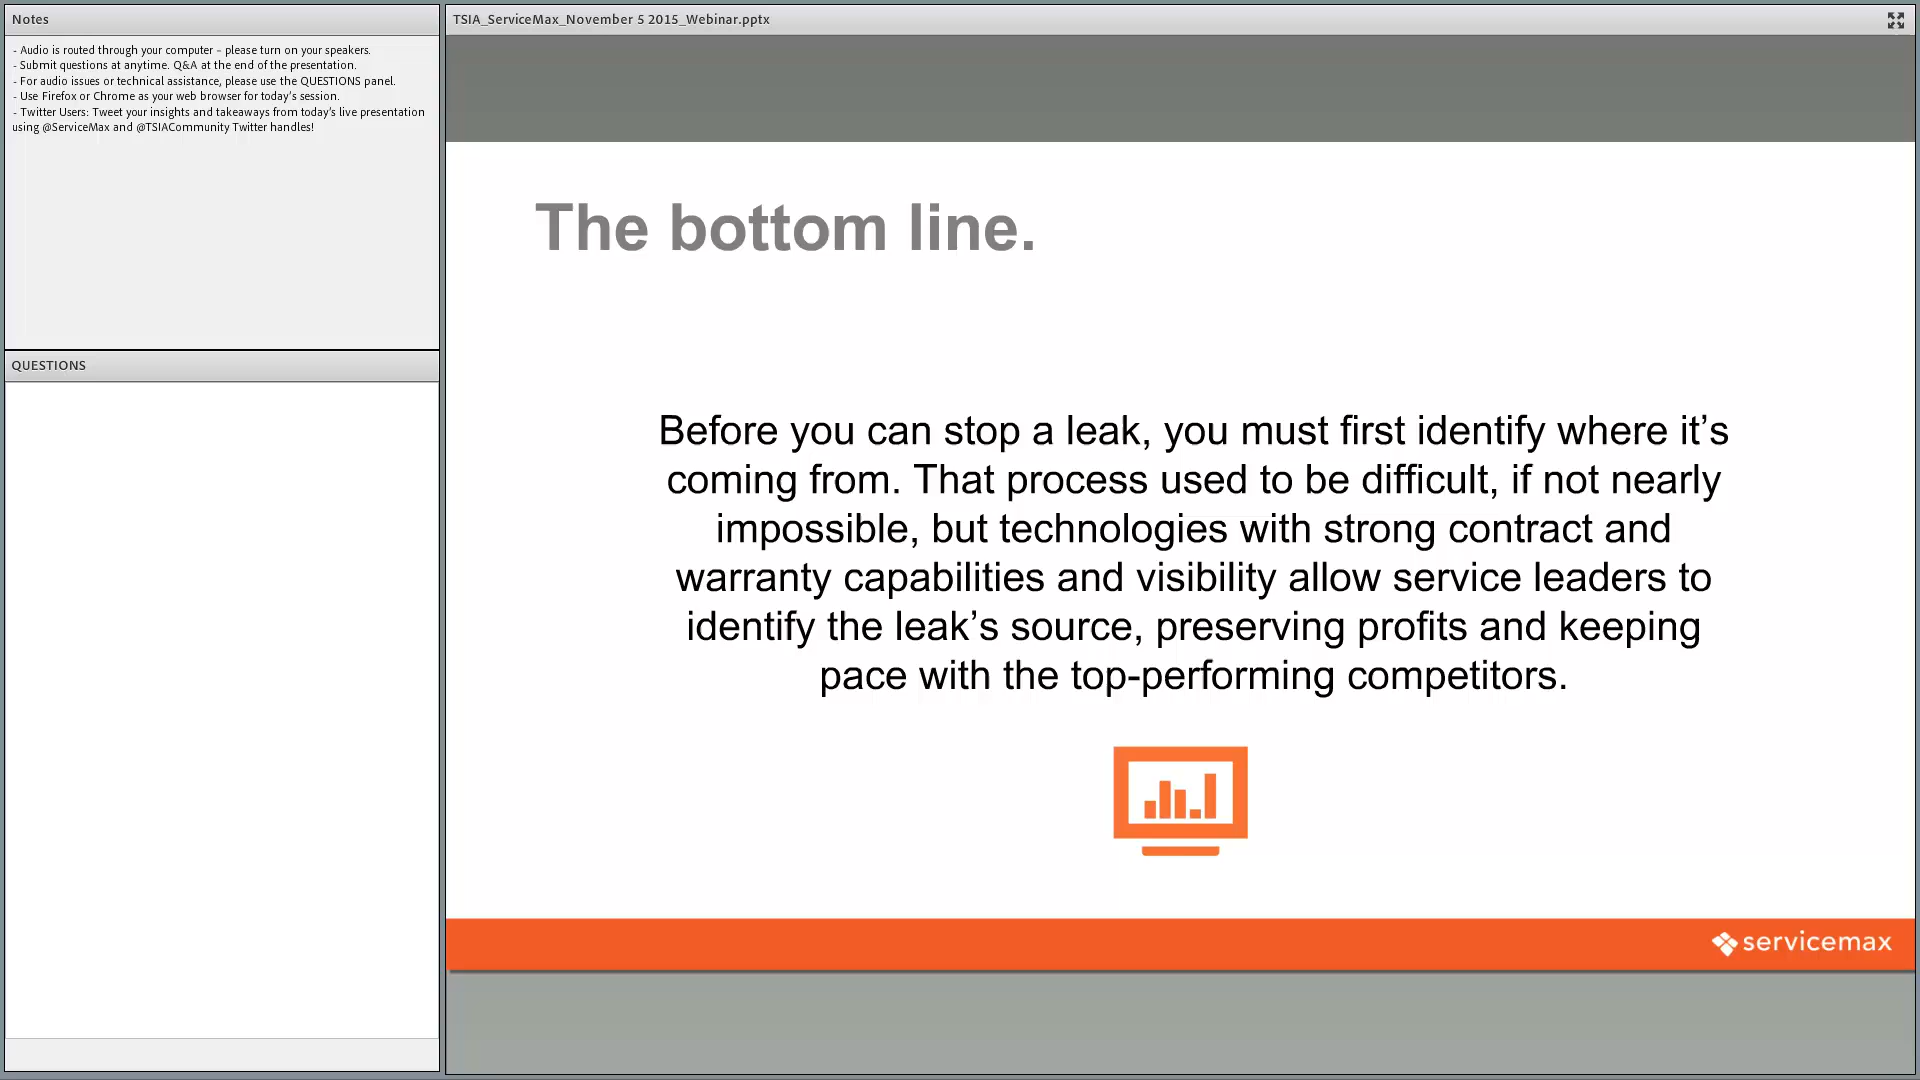 Notes
- Audio is routed through your computer – please turn on your speakers.
- Submit questions at anytime. Q&A at the end of the presentation.
- For audio issues or technical assistance, please use the QUESTIONS panel.
- Use Firefox or Chrome as your web browser for today's session.
- Twitter Users: Tweet your insights and takeaways from today's live presentation
using @ServiceMax and @TSIACommunity Twitter handles!
QUESTIONS
TSIA_ServiceMax_November 5 2015_Webinar.pptx
The bottom line.
Before you can stop a leak, you must first identify where it’s
coming from. That process used to be difficult, if not nearly
impossible, but technologies with strong contract and
warranty capabilities and visibility allow service leaders to
identify the leak’s source, preserving profits and keeping
pace with the top-performing competitors.
servicemax